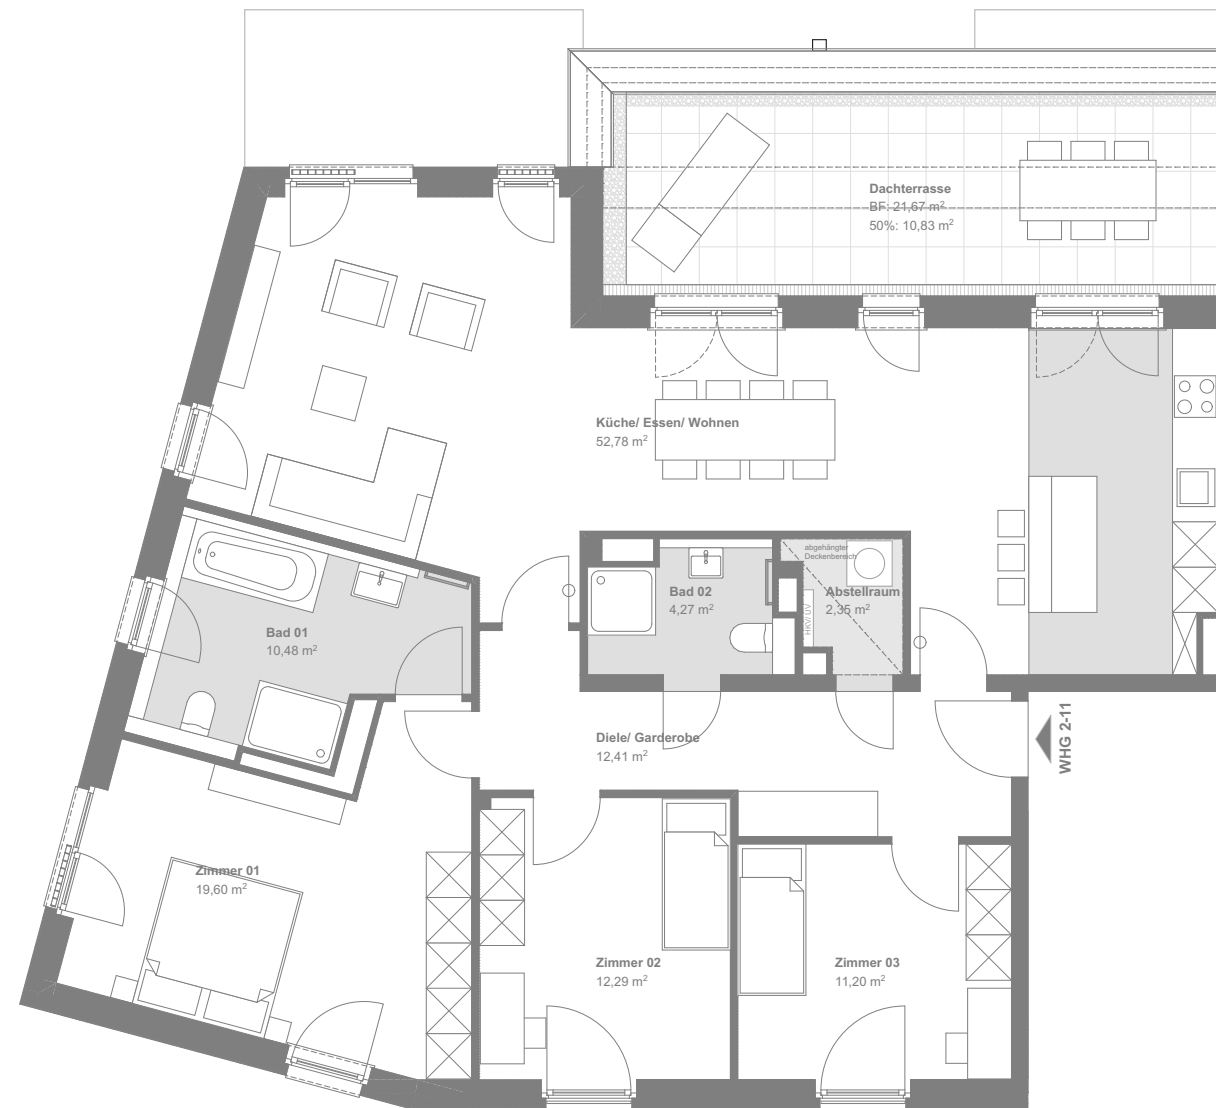 Dachterrasse
BF: 21,67 m²
50%: 10,83 m²
Küche/ Essen/ Wohnen
52,78 m²
abgehängter
Deckenbereich
Bad 02
4,27 m²
Abstellraum
2,35 m²
HKV/ UV
Bad 01
10,48 m²
Diele/ Garderobe
12,41 m²
WHG 2-11
Zimmer 01
19,60 m²
Zimmer 02
12,29 m²
Zimmer 03
11,20 m²